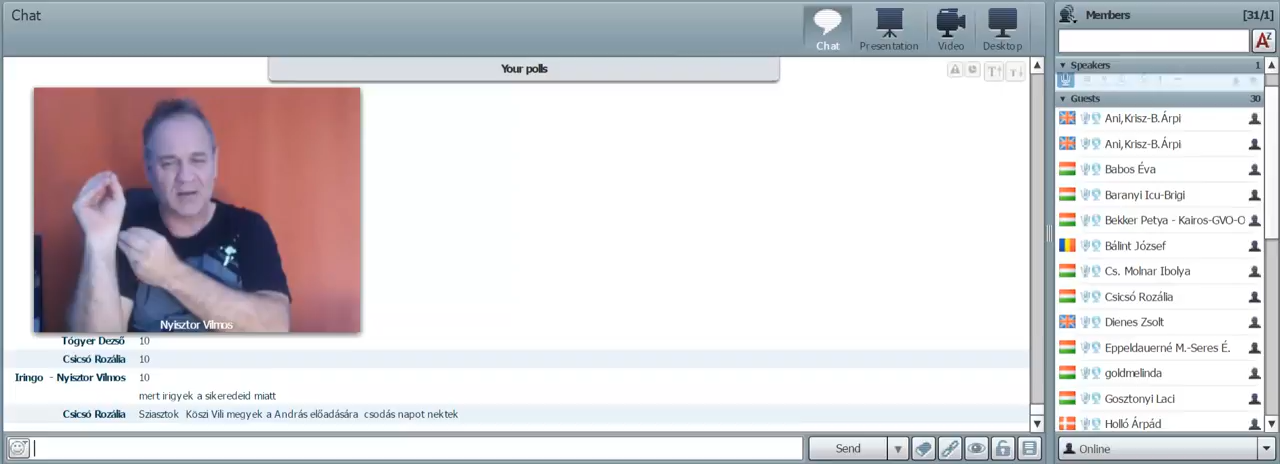 Chat
Chat
Presentation
Video
Desktop
Your polls
Nyisztor Vilmos
Tógyer Dezső 10
Csicsó Rozália 10
Iringo - Nyisztor Vilmos 10
mert irigyek a sikeredeid miatt
Csicsó Rozália Sziasztok Köszi Vili megyek a András előadására csodás napot nektek
Send
Members [31/1]
Speakers 1
Guests 30
Ani,Krisz-B.Árpi
Ani,Krisz-B.Árpi
Babos Éva
Baranyi Icu-Brigi
Bekker Petya - Kairos-GVO-O
Bálint József
Cs. Molnar Ibolya
Csicsó Rozália
Dienes Zsolt
Eppeldauerné M.-Seres É.
goldmelinda
Gosztonyi Laci
Holló Árpád
Online